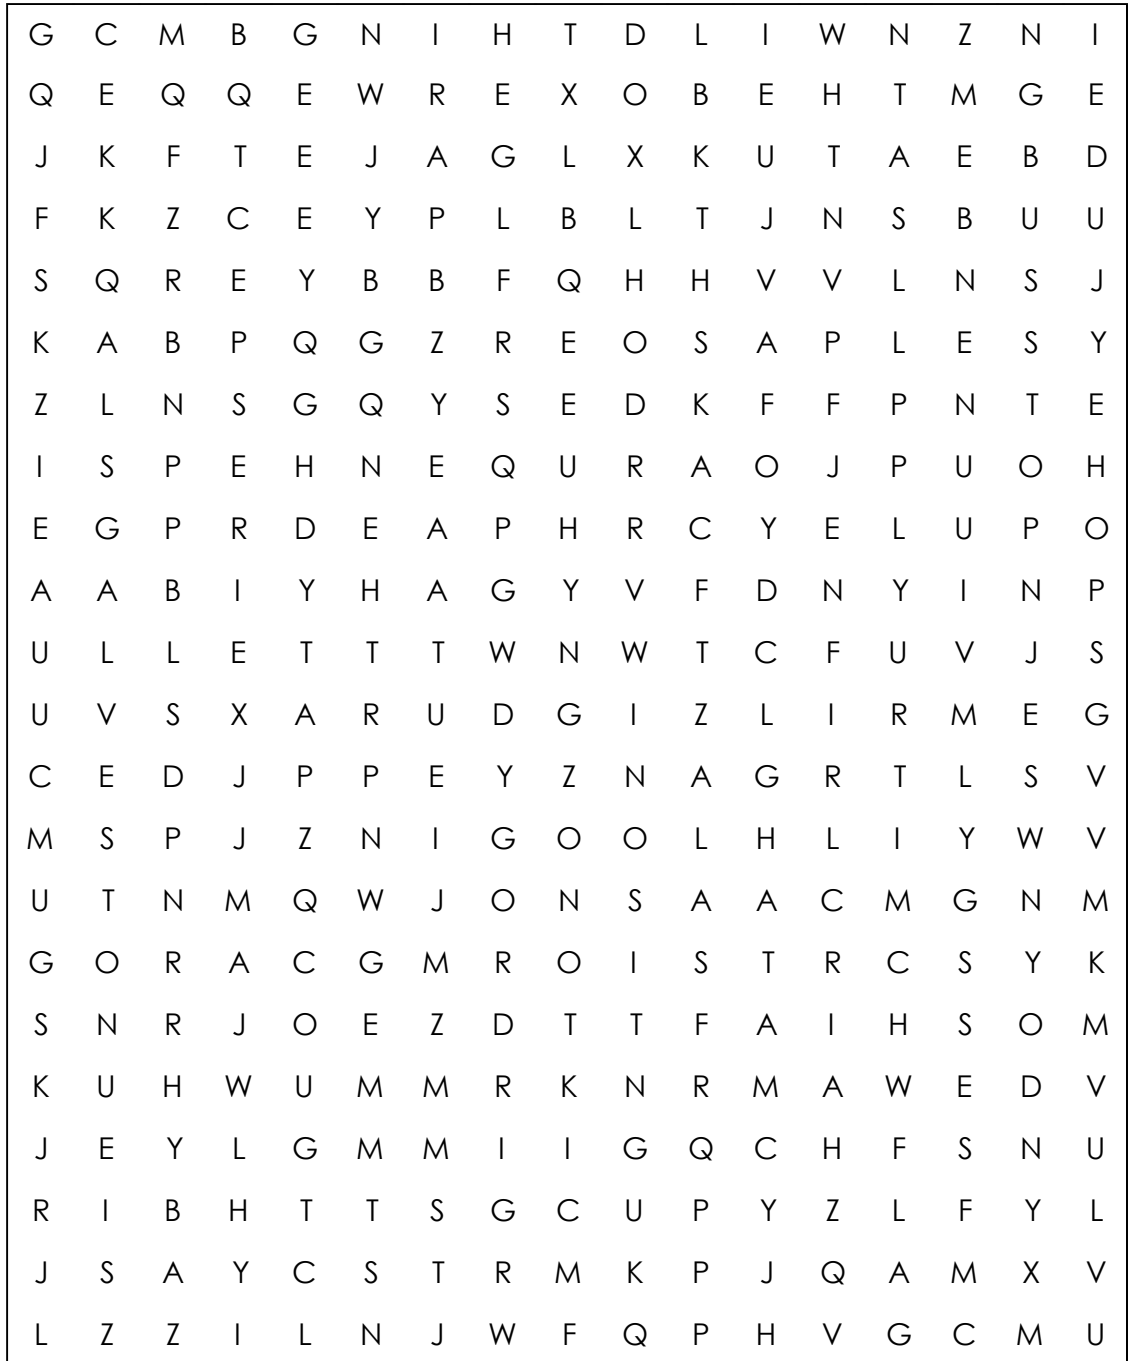 G C M B G N I H T D L I W N Z N I
Q E Q Q E W R E X O B E H T M G E
J K F T E J A G L X K U T A E B D
F K Z C E Y P L B L T J N S B U U
S Q R E Y B B F Q H H V V L N S J
K A B P Q G Z R E O S A P L E S Y
Z L N S G Q Y S E D K F F P N T E
I S P E H N E Q U R A O J P U O H
E G P R D E A P H R C Y E L U P O
A A B I Y H A G Y V F D N Y I N P
U L L E T T T W N W T C F U V J S
U V S X A R U D G I Z L I R M E G
C E D J P P E Y Z N A G R T L S V
M S P J Z N I G O O L H L I Y W V
U T N M Q W J O N S A A C M G N M
G O R A C G M R O I S T R C S Y K
S N R J O E Z D T T F A I H S O M
K U H W U M M R K N R M A W E D V
J E Y L G M M I I G Q C H F S N U
R I B H T T S G C U P Y Z L F Y L
J S A Y C S T R M K P J Q A M X V
L Z Z I L N J W F Q P H V G C M U